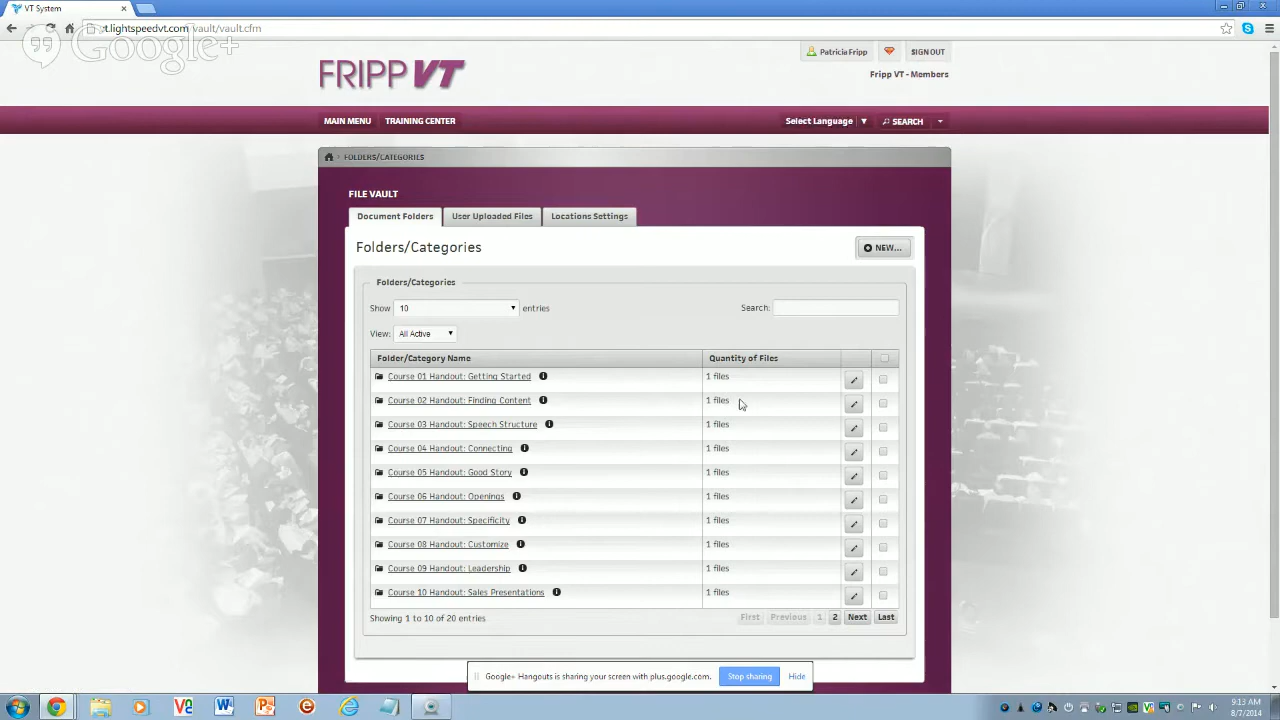 VT System
vt.lightspeedvt.com/vault/vault.cfm
Google+
Patricia Fripp
SIGN OUT
FRIPP VT
Fripp VT - Members
MAIN MENU
TRAINING CENTER
Select Language ▼
SEARCH
FOLDERS/CATEGORIES
FILE VAULT
Document Folders
User Uploaded Files
Locations Settings
Folders/Categories
NEW...
Folders/Categories
Show 10 entries
Search:
View: All Active
Folder/Category Name
Quantity of Files
Course 01 Handout: Getting Started
1 files
Course 02 Handout: Finding Content
1 files
Course 03 Handout: Speech Structure
1 files
Course 04 Handout: Connecting
1 files
Course 05 Handout: Good Story
1 files
Course 06 Handout: Openings
1 files
Course 07 Handout: Specificity
1 files
Course 08 Handout: Customize
1 files
Course 09 Handout: Leadership
1 files
Course 10 Handout: Sales Presentations
1 files
Showing 1 to 10 of 20 entries
First Previous 1 2 Next Last
Google+ Hangouts is sharing your screen with plus.google.com.
Stop sharing
Hide
9:13 AM
8/7/2014